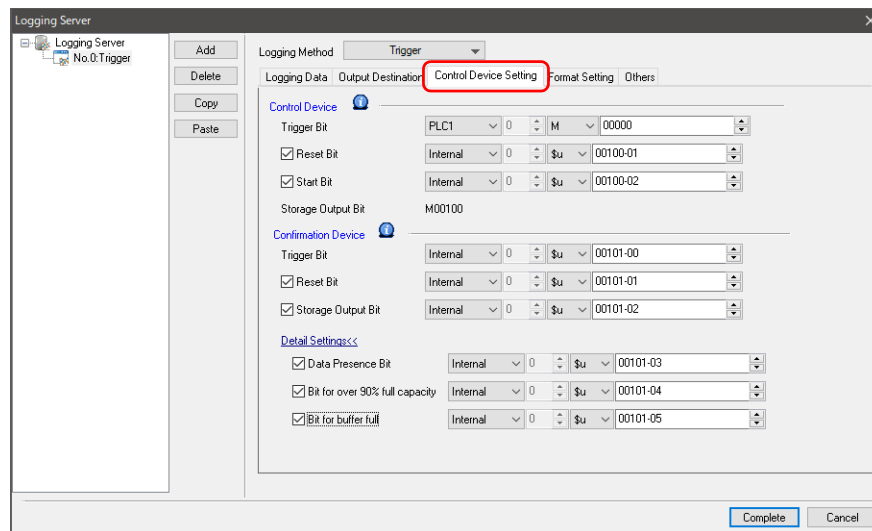 Logging Server
Logging Server
No.0:Trigger
Add
Delete
Copy
Paste
Logging Method Trigger
Logging Data Output Destination Control Device Setting Format Setting Others
Control Device
Trigger Bit PLC1 0 M 00000
Reset Bit Internal 0 $u 00100-01
Start Bit Internal 0 $u 00100-02
Storage Output Bit M00100
Confirmation Device
Trigger Bit Internal 0 $u 00101-00
Reset Bit Internal 0 $u 00101-01
Storage Output Bit Internal 0 $u 00101-02
Detail Settings<<
Data Presence Bit Internal 0 $u 00101-03
Bit for over 90% full capacity Internal 0 $u 00101-04
Bit for buffer full Internal 0 $u 00101-05
Complete Cancel